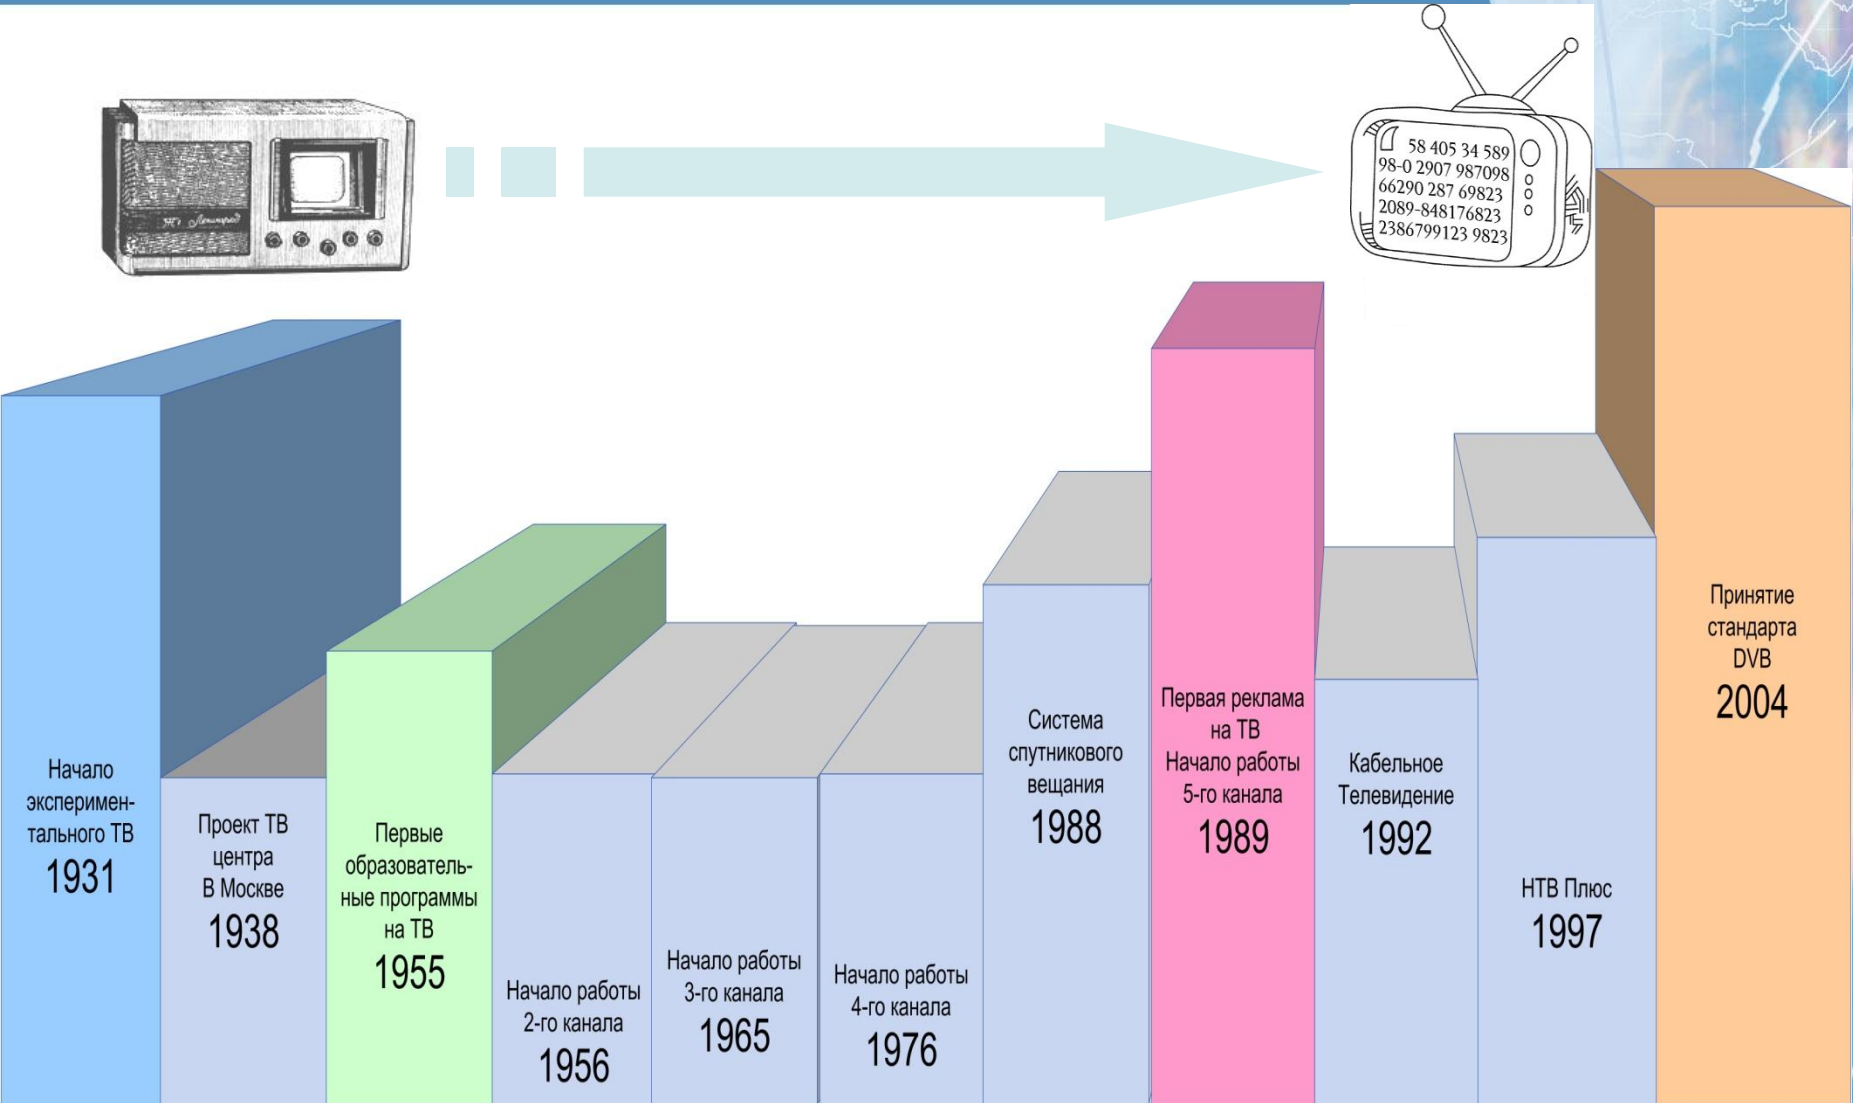 ТЭ Ленинград
58 405 34 589
98-0 2907 987098
66290 287 69823
2089-848176823
2386799123 9823
Начало
эксперимен-
тального ТВ
1931
Проект ТВ
центра
В Москве
1938
Первые
образователь-
ные программы
на ТВ
1955
Начало работы
2-го канала
1956
Начало работы
3-го канала
1965
Начало работы
4-го канала
1976
Система
спутникового
вещания
1988
Первая реклама
на ТВ
Начало работы
5-го канала
1989
Кабельное
Телевидение
1992
НТВ Плюс
1997
Принятие
стандарта
DVB
2004